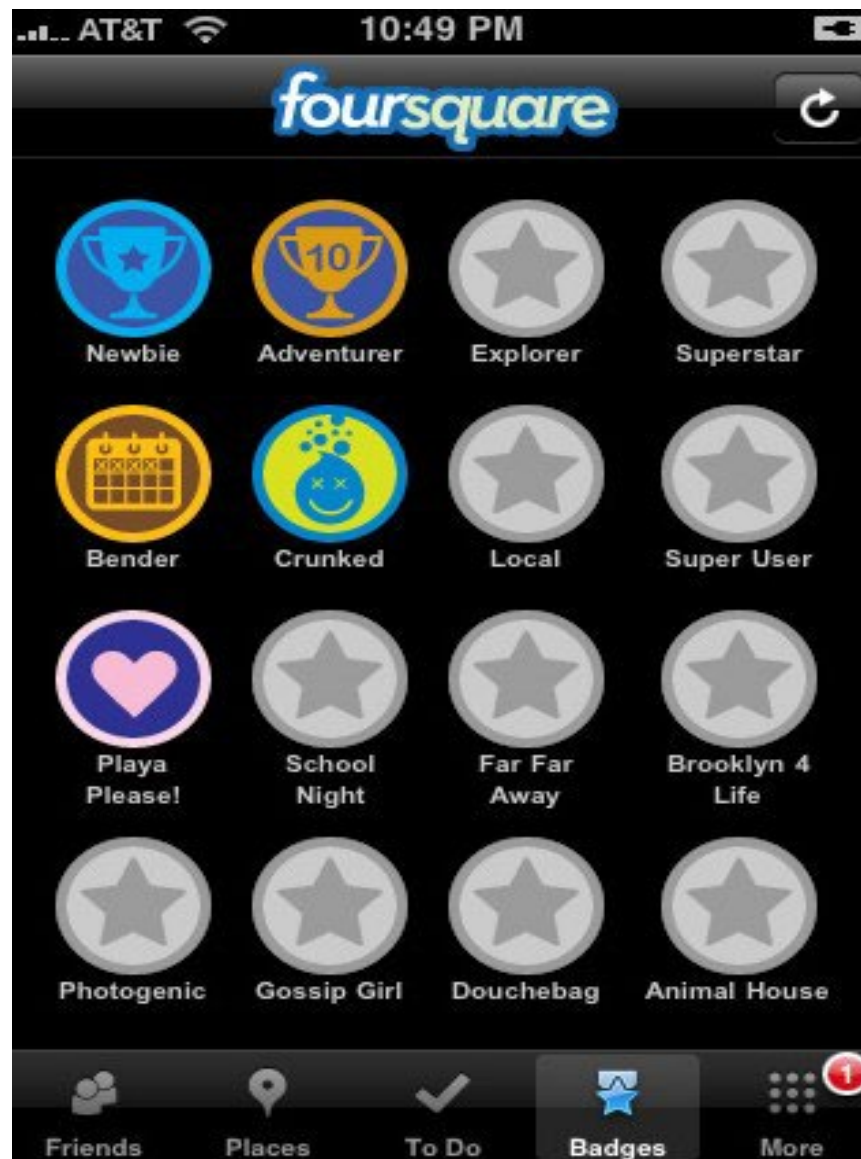 AT&T 10:49 PM
foursquare
10
Newbie Adventurer Explorer Superstar
Bender Crunked Local Super User
Playa School Far Far Brooklyn 4
Please! Night Away Life
Photogenic Gossip Girl Douchebag Animal House
1
Friends Places To Do Badges More